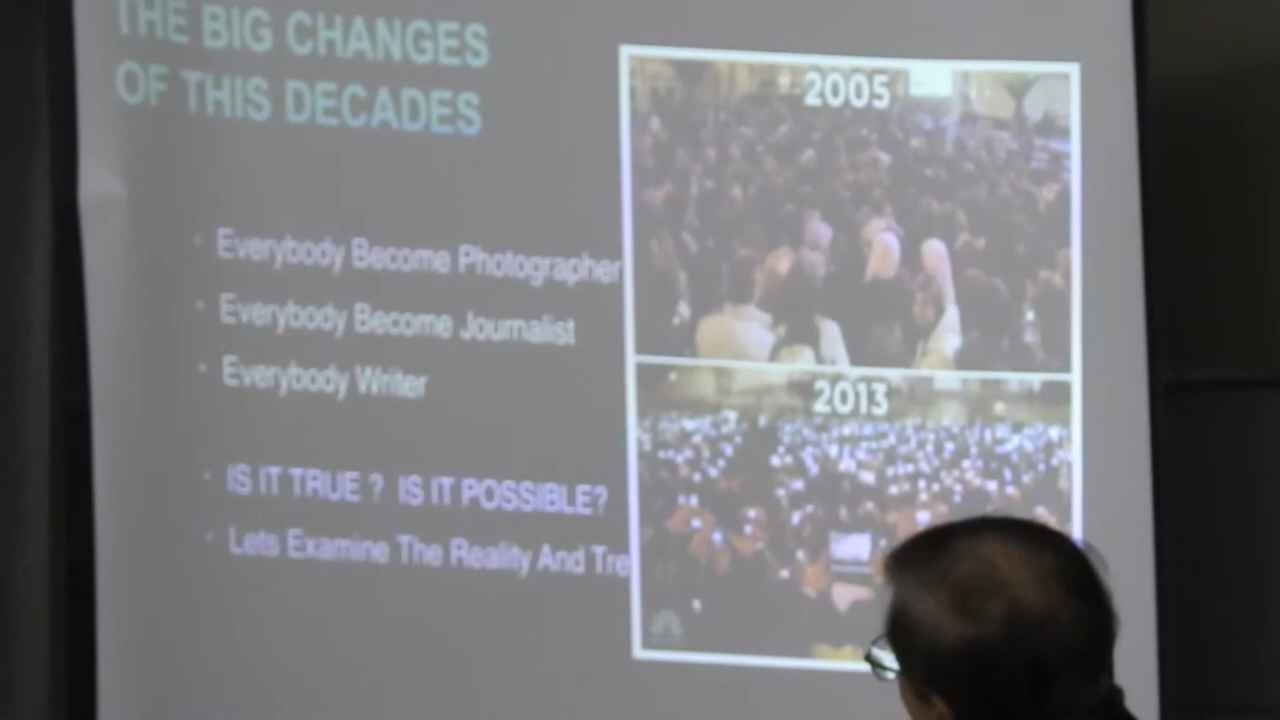 THE BIG CHANGES
OF THIS DECADES
Everybody Become Photographer
Everybody Become Journalist
Everybody Writer
IS IT TRUE ? IS IT POSSIBLE?
Lets Examine The Reality And Tre
2005
2013